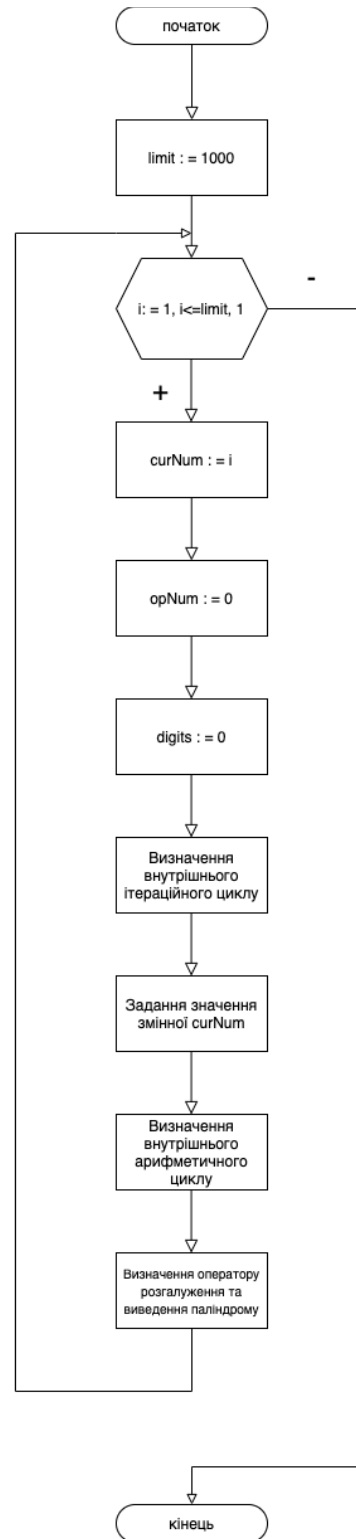 початок
limit : = 1000
i: = 1, i<=limit, 1
-
+
curNum : = i
opNum : = 0
digits : = 0
Визначення
внутрішнього
ітераційного циклу
Задання значення
змінної curNum
Визначення
внутрішнього
арифметичного
циклу
Визначення оператору
розгалуження та
виведення паліндрому
кінець